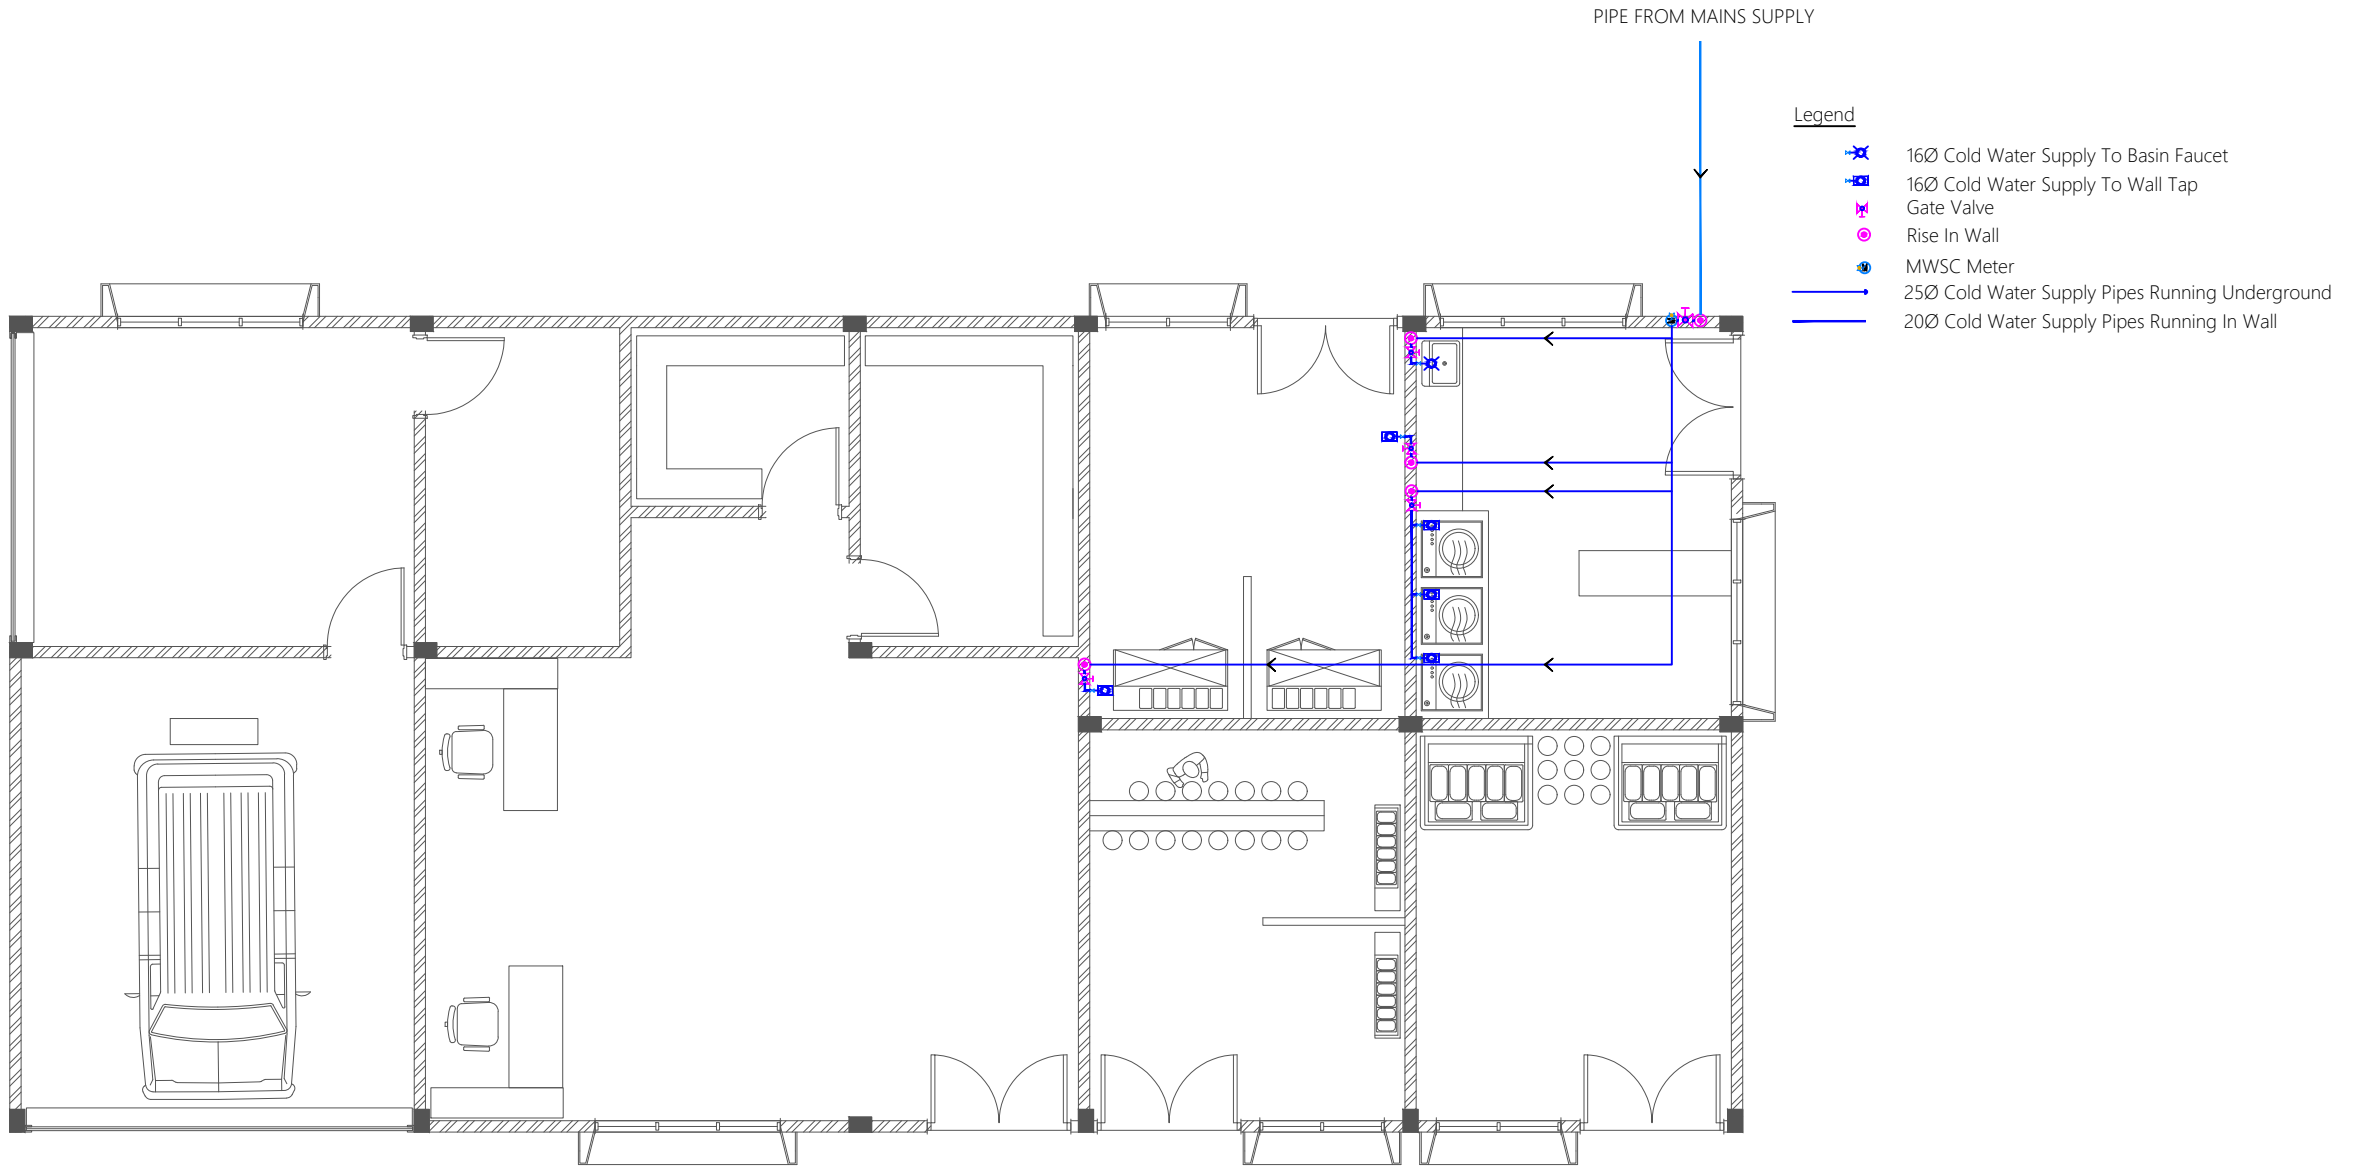 PIPE FROM MAINS SUPPLY
Legend
16Ø Cold Water Supply To Basin Faucet
16Ø Cold Water Supply To Wall Tap
Gate Valve
Rise In Wall
MWSC Meter
25Ø Cold Water Supply Pipes Running Underground
20Ø Cold Water Supply Pipes Running In Wall